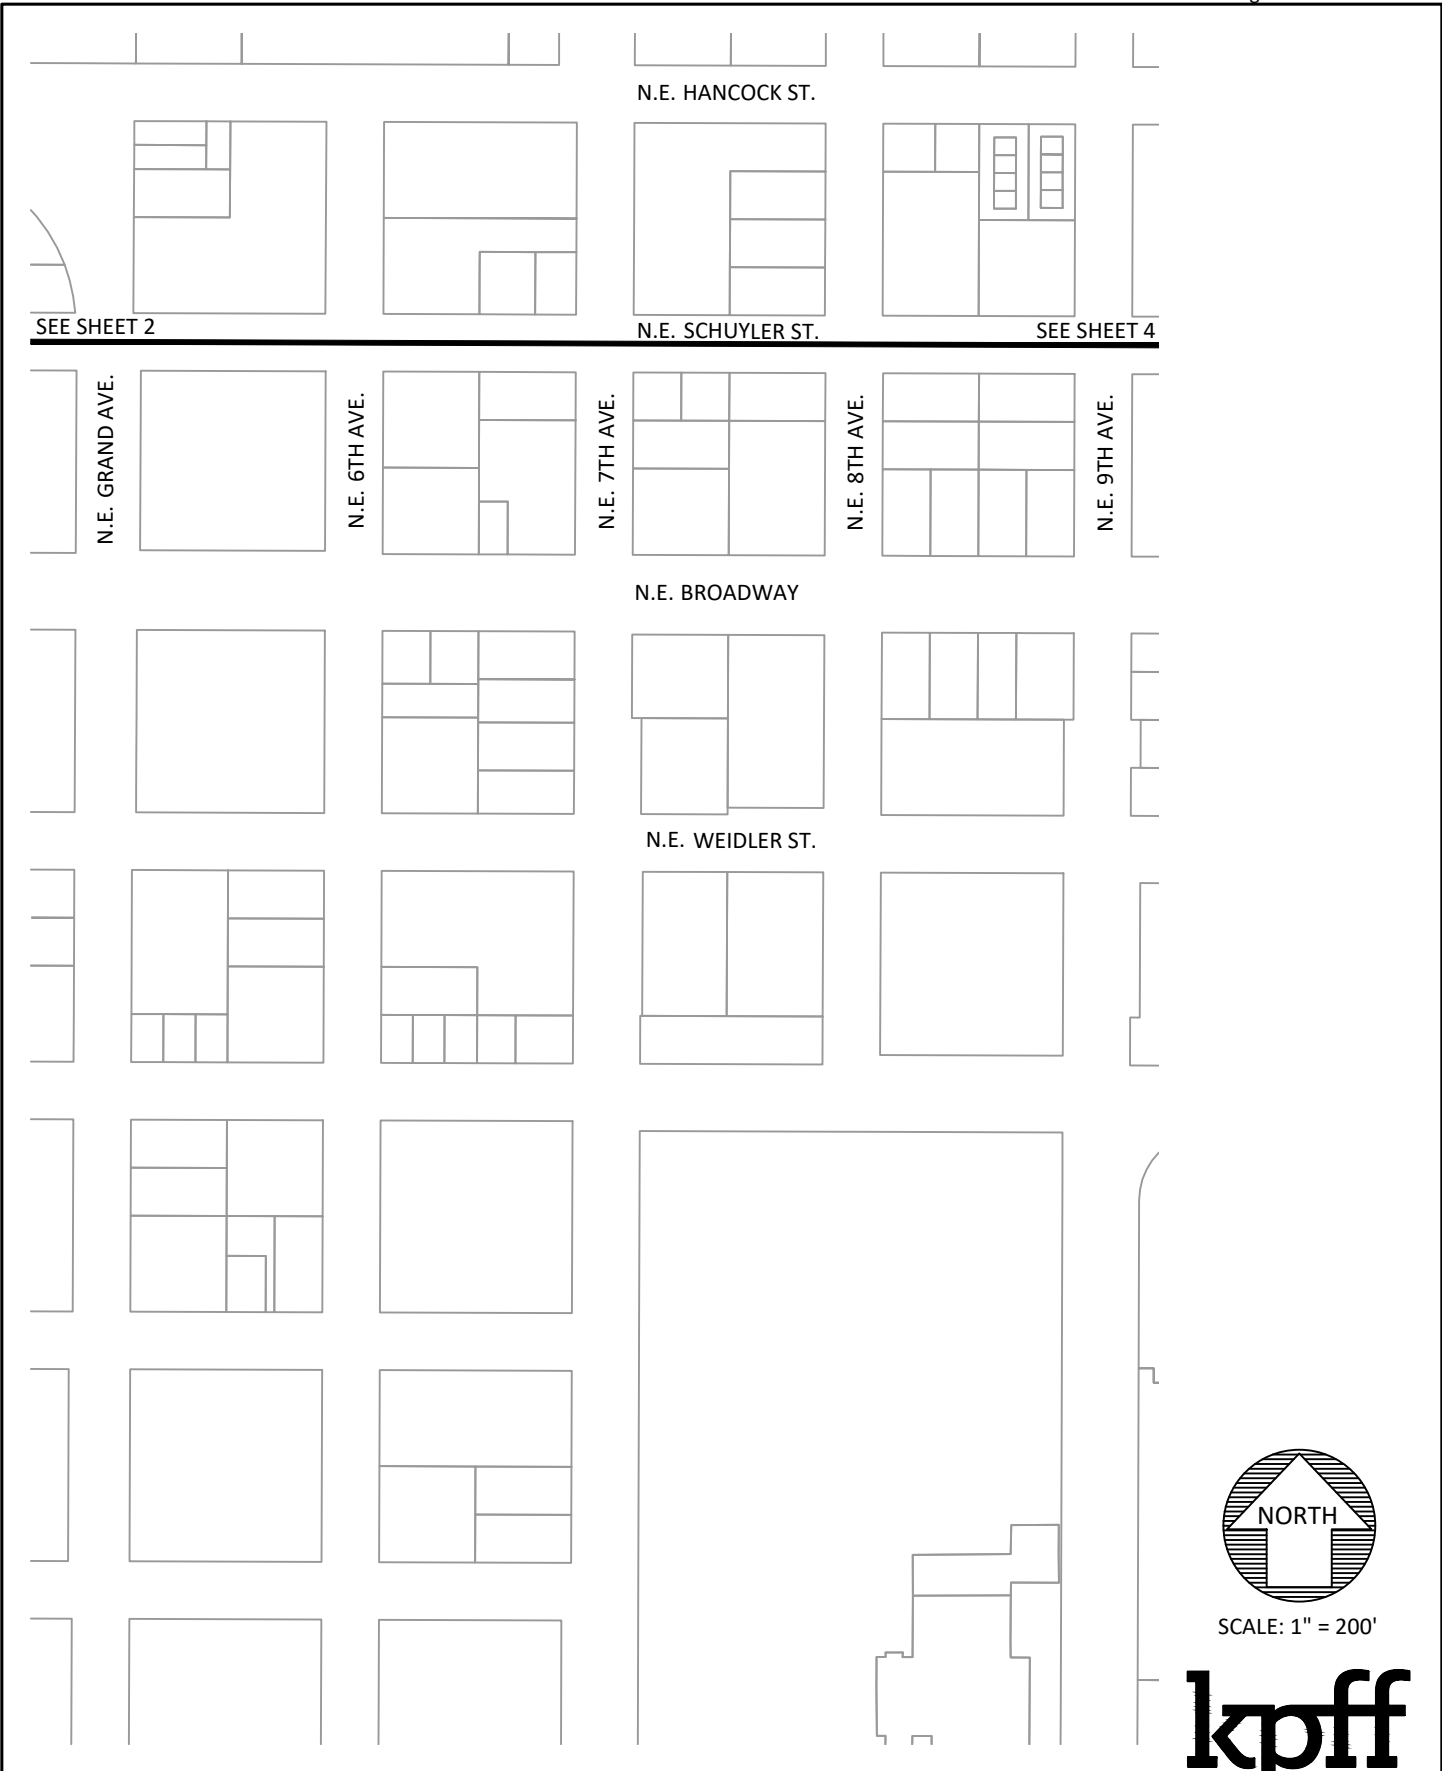 N.E. HANCOCK ST.
SEE SHEET 2
N.E. SCHUYLER ST.
SEE SHEET 4
N.E. GRAND AVE.
N.E. 6TH AVE.
N.E. 7TH AVE.
N.E. 8TH AVE.
N.E. 9TH AVE.
N.E. BROADWAY
N.E. WEIDLER ST.
NORTH
SCALE: 1" = 200'
kpff